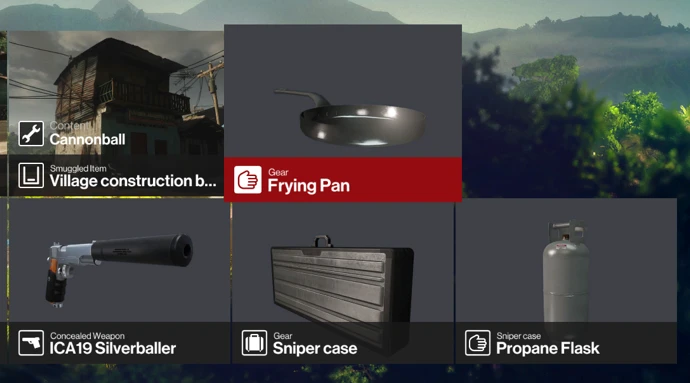 Content
Cannonball
Smuggled Item
Village construction b...
Gear
Frying Pan
Concealed Weapon
ICA19 Silverballer
Gear
Sniper case
Sniper case
Propane Flask